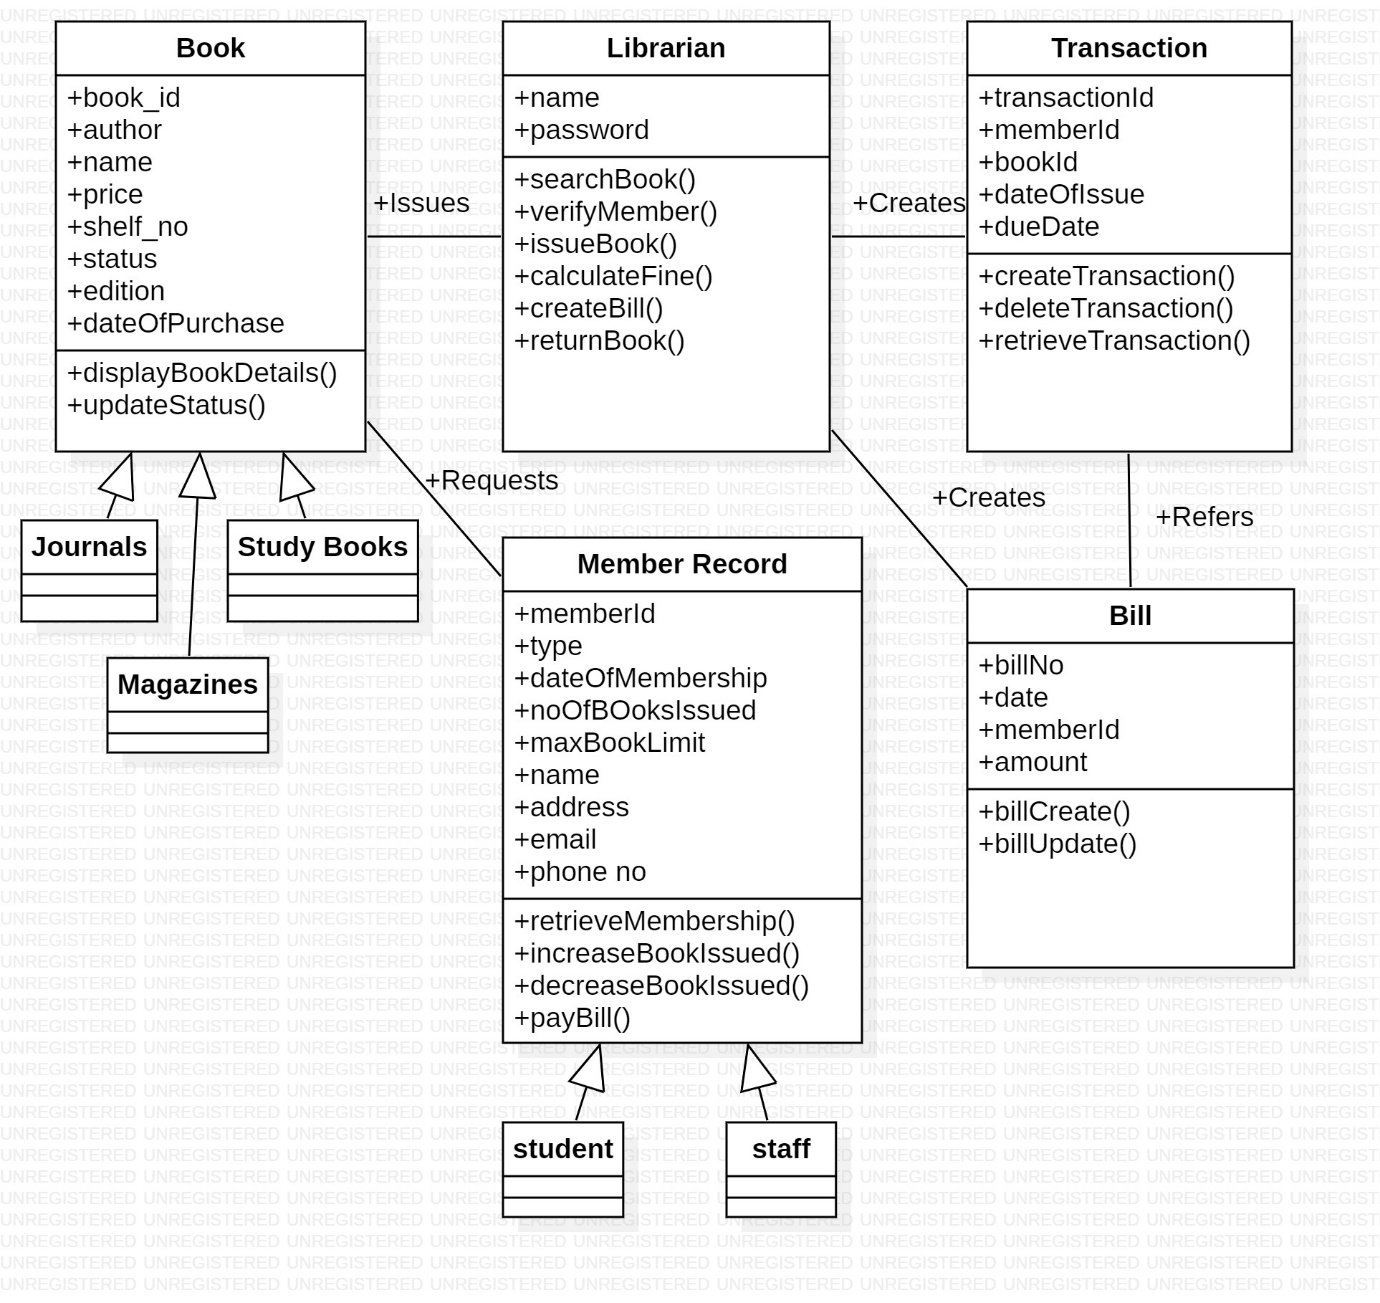 Book
+book_id
+author
+name
+price
+shelf_no
+status
+edition
+dateOfPurchase
+displayBookDetails()
+updateStatus()
+Issues
Librarian
+name
+password
+searchBook()
+verifyMember()
+issueBook()
+calculateFine()
+createBill()
+returnBook()
+Creates
Transaction
+transactionId
+memberId
+bookId
+dateOfIssue
+dueDate
+createTransaction()
+deleteTransaction()
+retrieveTransaction()
+Requests
+Creates
+Refers
Journals
Study Books
Magazines
Member Record
+memberId
+type
+dateOfMembership
+noOfBOoksIssued
+maxBookLimit
+name
+address
+email
+phone no
+retrieveMembership()
+increaseBookIssued()
+decreaseBookIssued()
+payBill()
Bill
+billNo
+date
+memberId
+amount
+billCreate()
+billUpdate()
student
staff
UNREGISTERED